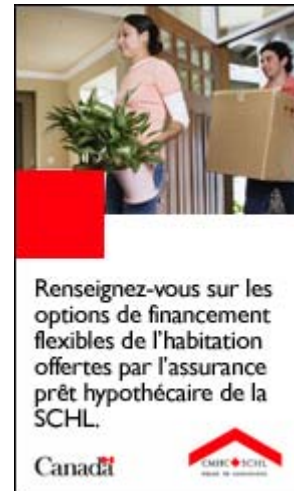 Renseignez-vous sur les
options de financement
flexibles de l'habitation
offertes par l'assurance
prêt hypothécaire de la
SCHL.
Canada
CMHC SCHL